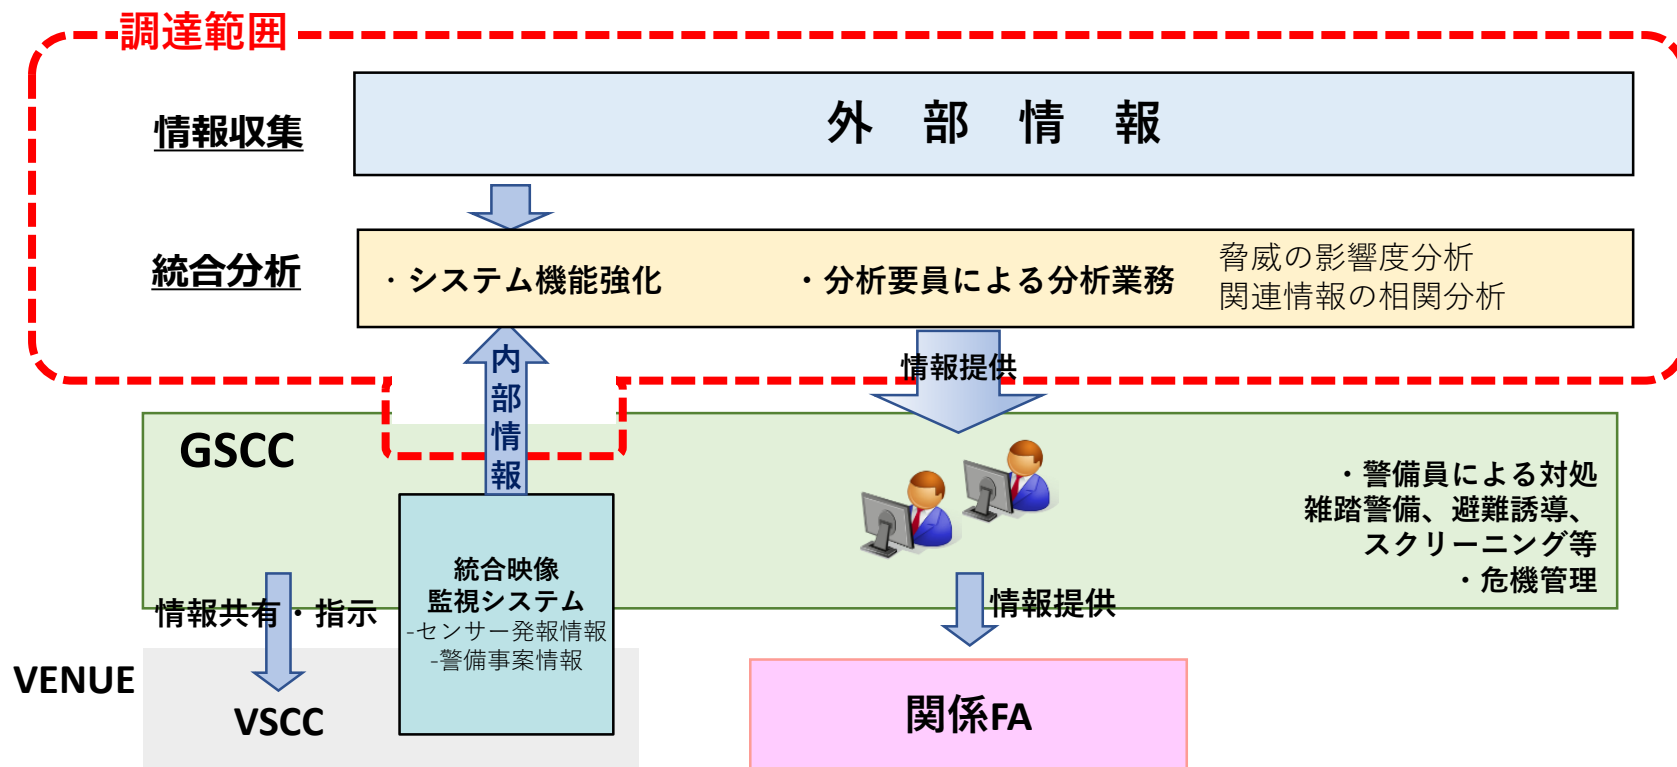 調達範囲
情報収集
外部情報
統合分析
・システム機能強化
・分析要員による分析業務
脅威の影響度分析
関連情報の相関分析
内部情報
情報提供
GSCC
・警備員による対処
雑踏警備、避難誘導、
スクリーニング等
・危機管理
統合映像
監視システム
-センサー発報情報
-警備事案情報
情報共有・指示
情報提供
VENUE
VSCC
関係FA